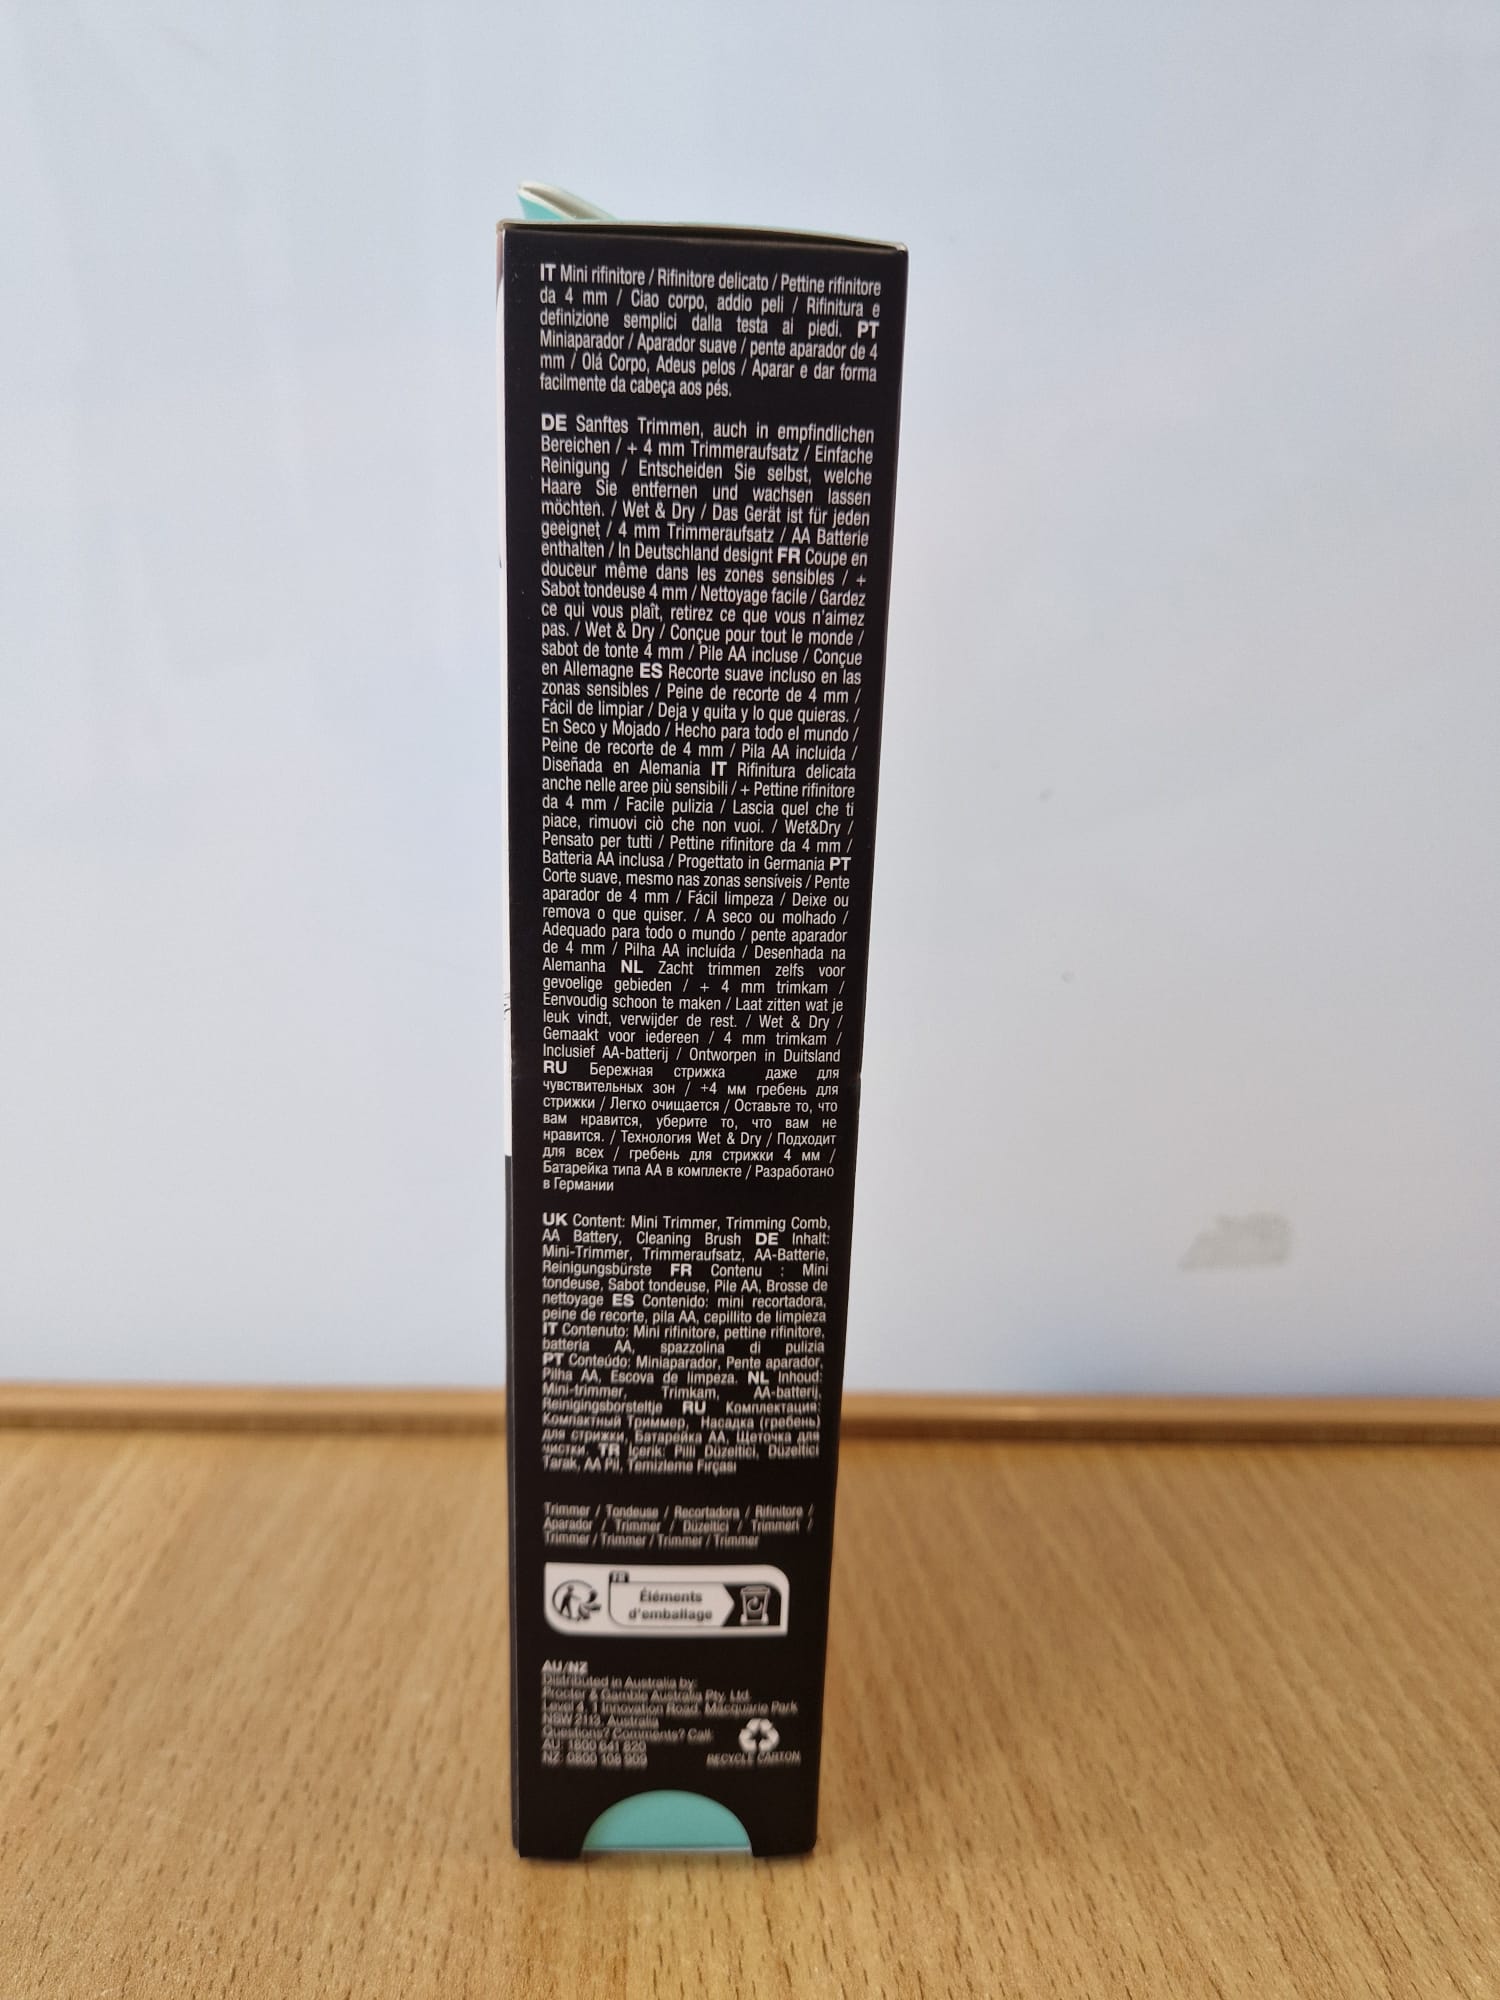 IT Mini rifinitore / Rifinitore delicato / Pettine rifinitore
da 4 mm / Ciao corpo, addio peli / Rifinitura e
definizione semplici dalla testa ai piedi. PT
Miniaparador / Aparador suave / pente aparador de 4
mm / Olá Corpo, Adeus pelos / Aparar e dar forma
facilmente da cabeça aos pés.
DE Sanftes Trimmen, auch in empfindlichen
Bereichen / + 4 mm Trimmeraufsatz / Einfache
Reinigung / Entscheiden Sie selbst, welche
Haare Sie entfernen und wachsen lassen
möchten. / Wet & Dry / Das Gerät ist für jeden
geeignet / 4 mm Trimmeraufsatz / AA Batterie
enthalten / In Deutschland designt FR Coupe en
douceur même dans les zones sensibles / +
Sabot tondeuse 4 mm / Nettoyage facile / Gardez
ce qui vous plaît, retirez ce que vous n'aimez
pas. / Wet & Dry / Conçue pour tout le monde /
sabot de tonte 4 mm / Pile AA incluse / Conçue
en Allemagne ES Recorte suave incluso en las
zonas sensibles / Peine de recorte de 4 mm /
Fácil de limpiar / Deja y quita y lo que quieras. /
En Seco y Mojado / Hecho para todo el mundo /
Peine de recorte de 4 mm / Pila AA incluida /
Diseñada en Alemania IT Rifinitura delicata
anche nelle aree più sensibili / + Pettine rifinitore
da 4 mm / Facile pulizia / Lascia quel che ti
piace, rimuovi ciò che non vuoi. / Wet&Dry /
Pensato per tutti / Pettine rifinitore da 4 mm /
Batteria AA inclusa / Progettato in Germania PT
Corte suave, mesmo nas zonas sensíveis / Pente
aparador de 4 mm / Fácil limpeza / Deixe ou
remova o que quiser. / A seco ou molhado /
Adequado para todo o mundo / pente aparador
de 4 mm / Pilha AA incluída / Desenhada na
Alemanha NL Zacht trimmen zelfs voor
gevoelige gebieden / + 4 mm trimkam /
Eenvoudig schoon te maken / Laat zitten wat je
leuk vindt, verwijder de rest. / Wet & Dry /
Gemaakt voor iedereen / 4 mm trimkam /
Inclusief AA-batterij / Ontworpen in Duitsland
RU Бережная стрижка даже для
чувствительных зон / +4 мм гребень для
стрижки / Легко очищается / Оставьте то, что
вам нравится, уберите то, что вам не
нравится. / Технология Wet & Dry / Подходит
для всех / гребень для стрижки 4 мм /
Батарейка типа AA в комплекте / Разработано
в Германии
UK Content: Mini Trimmer, Trimming Comb,
AA Battery, Cleaning Brush DE Inhalt:
Mini-Trimmer, Trimmeraufsatz, AA-Batterie,
Reinigungsbürste FR Contenu : Mini
tondeuse, Sabot tondeuse, Pile AA, Brosse de
nettoyage ES Contenido: mini recortadora,
peine de recorte, pila AA, cepillito de limpieza
IT Contenuto: Mini rifinitore, pettine rifinitore,
batteria AA, spazzolina di pulizia
PT Conteúdo: Miniaparador, Pente aparador,
Pilha AA, Escova de limpeza. NL Inhoud:
Mini-trimmer, Trimkam, AA-batterij,
Reinigingsborsteltje RU Комплектация:
Компактный Триммер, Насадка (гребень)
для стрижки, Батарейка AA, Щеточка для
чистки. TR İçerik: Pilli Düzeltici, Düzeltici
Tarak, AA Pil, Temizleme Fırçası
Trimmer / Tondeuse / Recortadora / Rifinitore /
Aparador / Trimmer / Düzeltici / Trimmeri /
Trimmer / Trimmer / Trimmer / Trimmer
FR
Éléments
d'emballage
AU/NZ
Distributed in Australia by:
Procter & Gamble Australia Pty. Ltd.
Level 4, 1 Innovation Road, Macquarie Park
NSW 2113, Australia
Questions? Comments? Call:
AU: 1800 641 820
NZ: 0800 108 909
RECYCLE CARTON